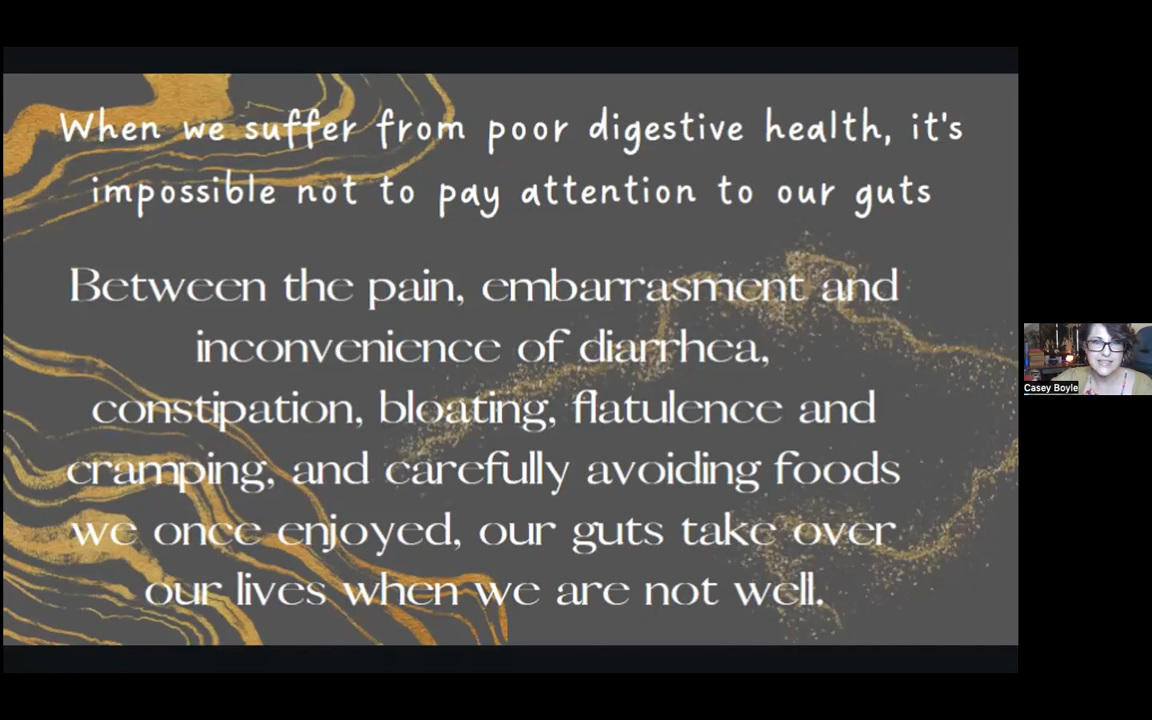 When we suffer from poor digestive health, it's
impossible not to pay attention to our guts
Between the pain, embarrasment and
inconvenience of diarrhea,
constipation, bloating, flatulence and
cramping, and carefully avoiding foods
we once enjoyed, our guts take over
our lives when we are not well.
Casey Boyle